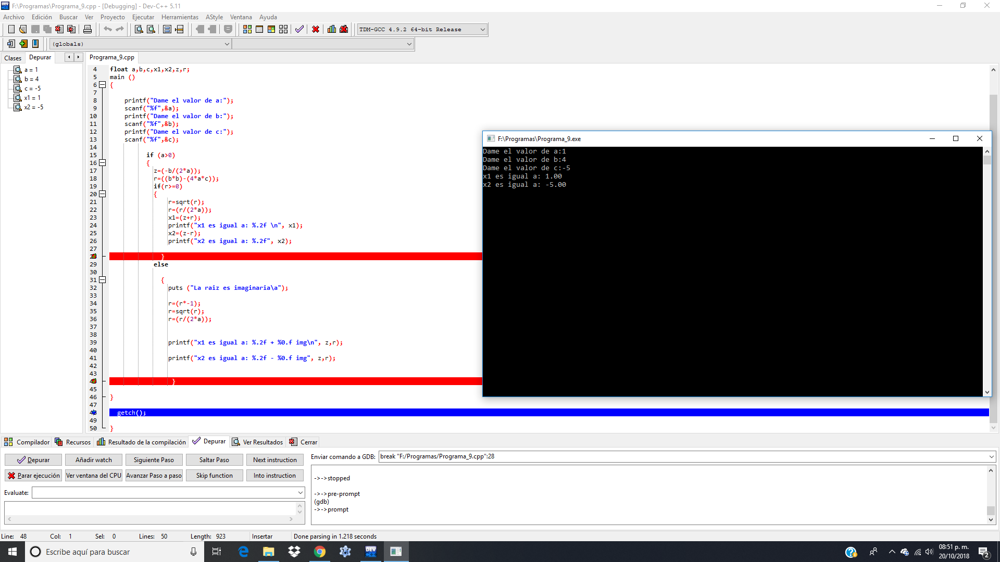 F:\Programas\Programa_9.cpp - [Debugging] - Dev-C++ 5.11
Archivo Edición Buscar Ver Proyecto Ejecutar Herramientas AStyle Ventana Ayuda
TDM-GCC 4.9.2 64-bit Release
(globals)
Clases Depurar Programa_9.cpp
a = 1
b = 4
c = -5
x1 = 1
x2 = -5
4 float a,b,c,x1,x2,z,r;
5 main ()
6 {
7
8 printf("Dame el valor de a:");
9 scanf("%f",&a);
10 printf("Dame el valor de b:");
11 scanf("%f",&b);
12 printf("Dame el valor de c:");
13 scanf("%f",&c);
14
15 if (a>0)
16 {
17 z=(-b/(2*a));
18 r=((b*b)-(4*a*c));
19 if(r>=0)
20 {
21 r=sqrt(r);
22 r=(r/(2*a));
23 x1=(z+r);
24 printf("x1 es igual a: %.2f \n", x1);
25 x2=(z-r);
26 printf("x2 es igual a: %.2f", x2);
27
}
29 else
30
31 {
32 puts ("La raiz es imaginaria\a");
33
34 r=(r*-1);
35 r=sqrt(r);
36 r=(r/(2*a));
37
38
39 printf("x1 es igual a: %.2f + %0.f img\n", z,r);
40
41 printf("x2 es igual a: %.2f - %0.f img", z,r);
42
43
}
45
46 }
47
getch();
49
50 }
F:\Programas\Programa_9.exe
Dame el valor de a:1
Dame el valor de b:4
Dame el valor de c:-5
x1 es igual a: 1.00
x2 es igual a: -5.00
Compilador Recursos Resultado de la compilación Depurar Ver Resultados Cerrar
Depurar Añadir watch Siguiente Paso Saltar Paso Next instruction
Parar ejecución Ver ventana del CPU Avanzar Paso a paso Skip function Into instruction
Evaluate:
Enviar comando a GDB: break "F:/Programas/Programa_9.cpp":28
->->stopped
->->pre-prompt
(gdb)
->->prompt
Line: 48 Col: 1 Sel: 0 Lines: 50 Length: 923 Insertar Done parsing in 1.218 seconds
Escribe aquí para buscar
DEV
08:51 p. m.
20/10/2018
2